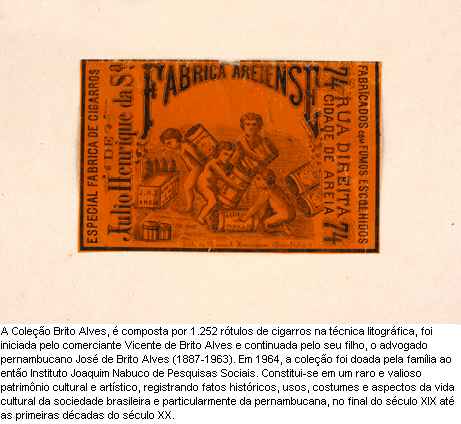 FABRICA AREIENSE
ESPECIAL FABRICA DE CIGARROS
DE
Julio Henrique da Sª
74 RUA DIREITA 74
CIDADE DE AREIA
FABRICADOS COM FUMOS ESCOLHIDOS
A Coleção Brito Alves, é composta por 1.252 rótulos de cigarros na técnica litográfica, foi
iniciada pelo comerciante Vicente de Brito Alves e continuada pelo seu filho, o advogado
pernambucano José de Brito Alves (1887-1963). Em 1964, a coleção foi doada pela família ao
então Instituto Joaquim Nabuco de Pesquisas Sociais. Constitui-se em um raro e valioso
patrimônio cultural e artístico, registrando fatos históricos, usos, costumes e aspectos da vida
cultural da sociedade brasileira e particularmente da pernambucana, no final do século XIX até
as primeiras décadas do século XX.